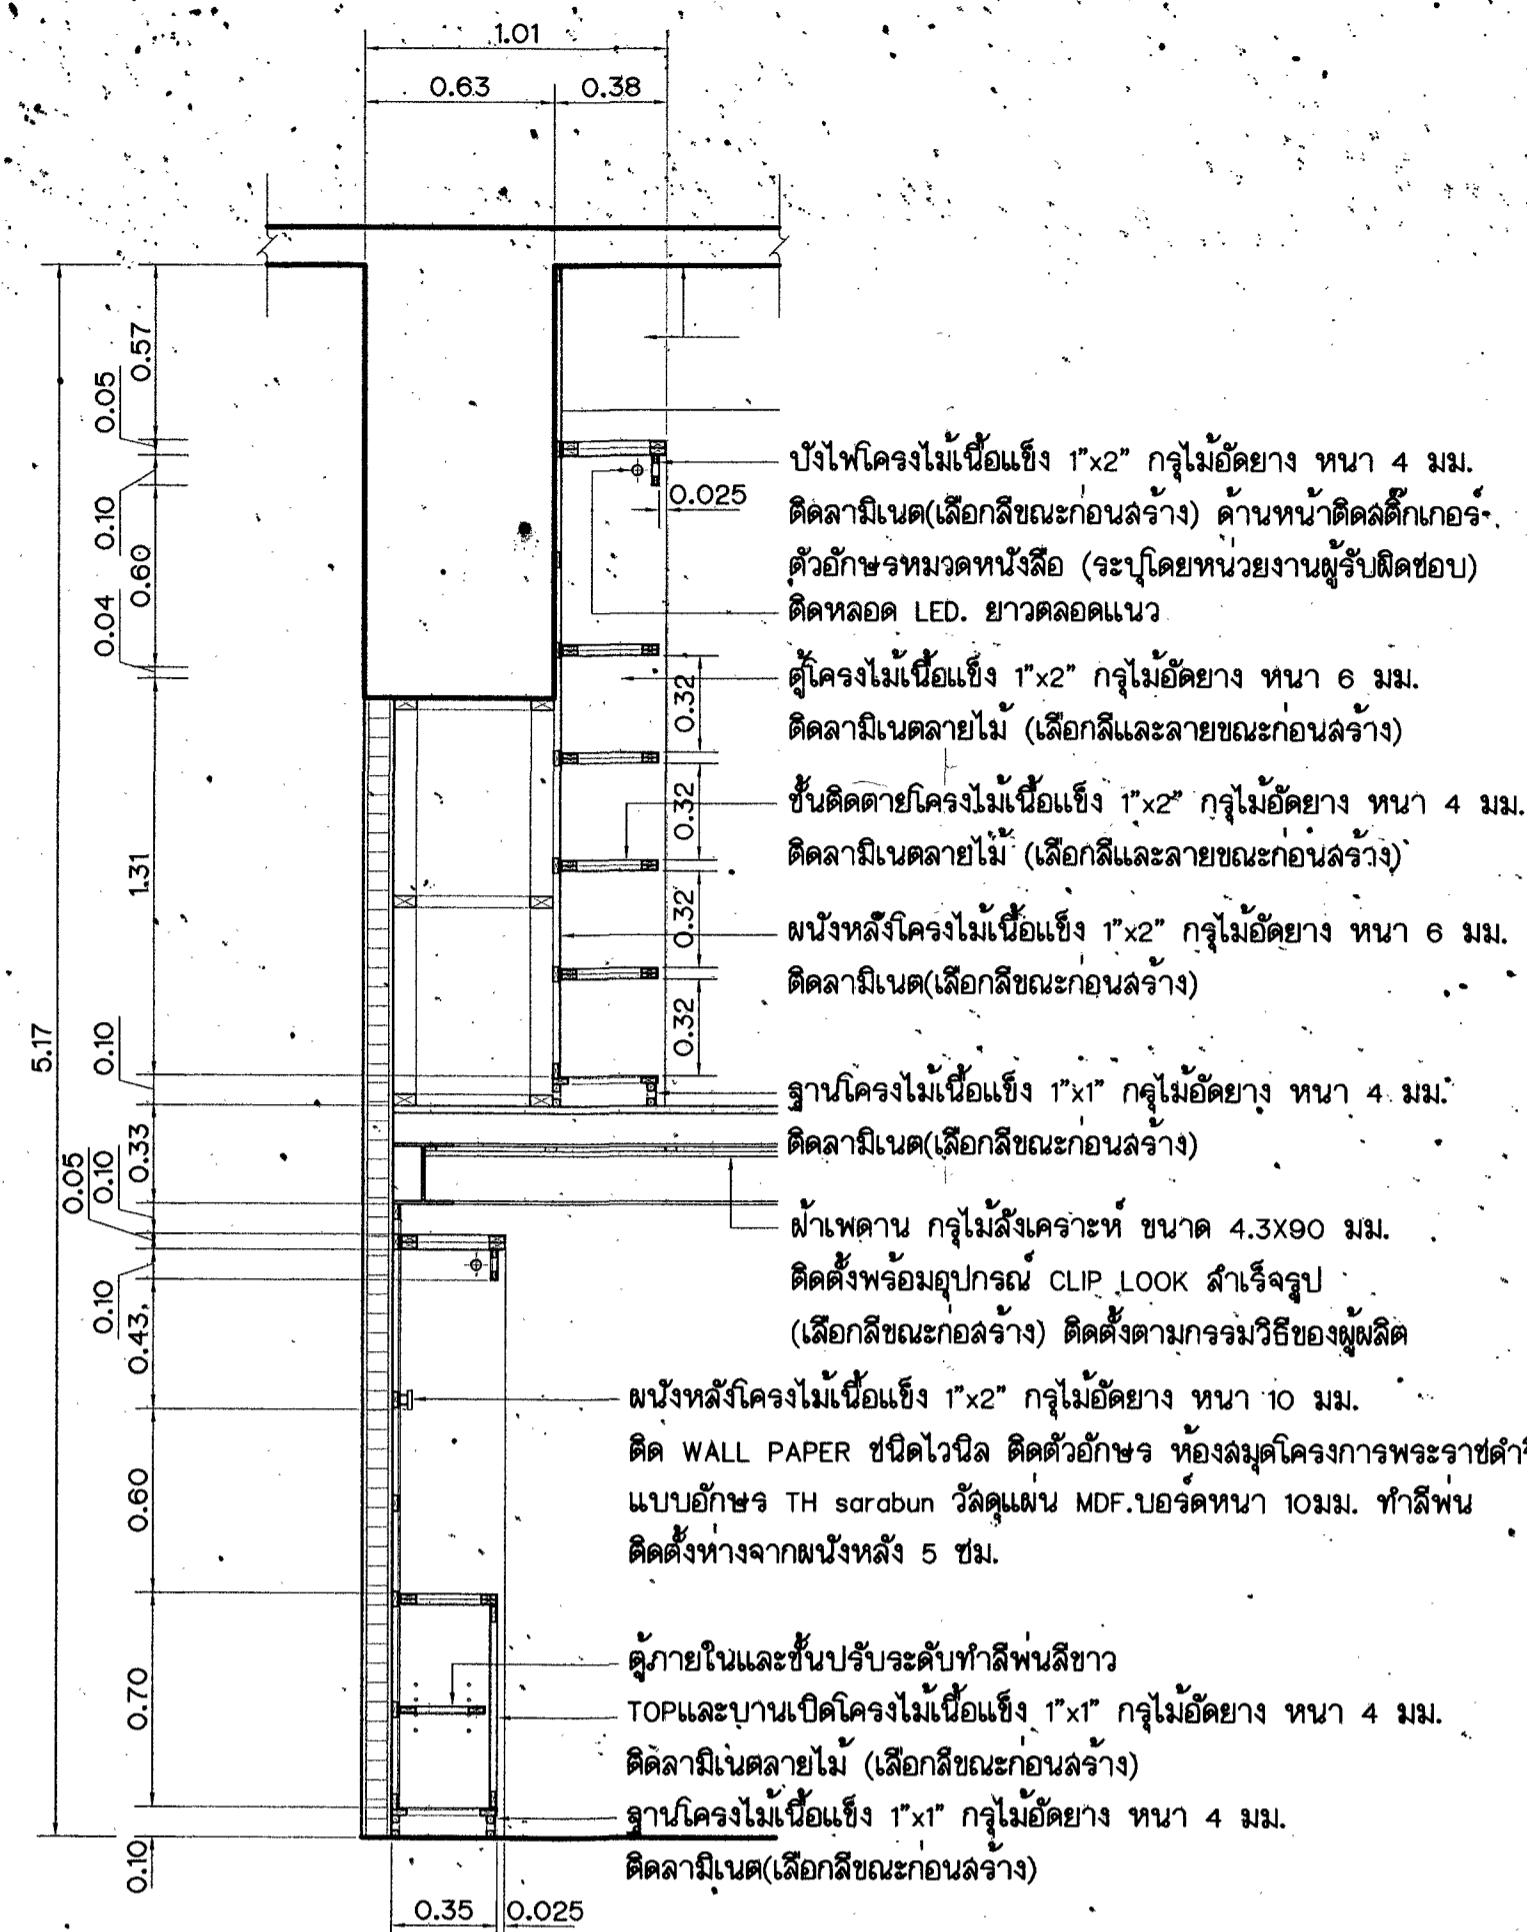 1.01
0.63
0.38
0.57
0.05
0.10
0.60
0.04
1.31
5.17
0.10
0.33
0.10
0.05
0.10
0.43
0.60
0.70
0.10
0.025
0.32
0.32
0.32
0.32
0.35
0.025
บังไฟโครงไม้เนื้อแข็ง 1"x2" กรุไม้อัดยาง หนา 4 มม.
ติดลามิเนต(เลือกสีขณะก่อนสร้าง) ด้านหน้าติดสติ๊กเกอร์
ตัวอักษรหมวดหนังสือ (ระบุโดยหน่วยงานผู้รับผิดชอบ)
ติดหลอด LED. ยาวตลอดแนว
ตู้โครงไม้เนื้อแข็ง 1"x2" กรุไม้อัดยาง หนา 6 มม.
ติดลามิเนตลายไม้ (เลือกสีและลายขณะก่อนสร้าง)
ชั้นติดตายโครงไม้เนื้อแข็ง 1"x2" กรุไม้อัดยาง หนา 4 มม.
ติดลามิเนตลายไม้ (เลือกสีและลายขณะก่อนสร้าง)
ผนังหลังโครงไม้เนื้อแข็ง 1"x2" กรุไม้อัดยาง หนา 6 มม.
ติดลามิเนต(เลือกสีขณะก่อนสร้าง)
ฐานโครงไม้เนื้อแข็ง 1"x1" กรุไม้อัดยาง หนา 4 มม.
ติดลามิเนต(เลือกสีขณะก่อนสร้าง)
ฝ้าเพดาน กรุไม้สังเคราะห์ ขนาด 4.3X90 มม.
ติดตั้งพร้อมอุปกรณ์ CLIP LOOK สำเร็จรูป
(เลือกสีขณะก่อสร้าง) ติดตั้งตามกรรมวิธีของผู้ผลิต
ผนังหลังโครงไม้เนื้อแข็ง 1"x2" กรุไม้อัดยาง หนา 10 มม.
ติด WALL PAPER ชนิดไวนิล ติดตัวอักษร ห้องสมุดโครงการพระราชดำริ
แบบอักษร TH sarabun วัสดุแผ่น MDF.บอร์ดหนา 10มม. ทำสีพ่น
ติดตั้งห่างจากผนังหลัง 5 ซม.
ตู้ภายในและชั้นปรับระดับทำสีพ่นสีขาว
TOPและบานเปิดโครงไม้เนื้อแข็ง 1"x1" กรุไม้อัดยาง หนา 4 มม.
ติดลามิเนตลายไม้ (เลือกสีขณะก่อนสร้าง)
ฐานโครงไม้เนื้อแข็ง 1"x1" กรุไม้อัดยาง หนา 4 มม.
ติดลามิเนต(เลือกสีขณะก่อนสร้าง)